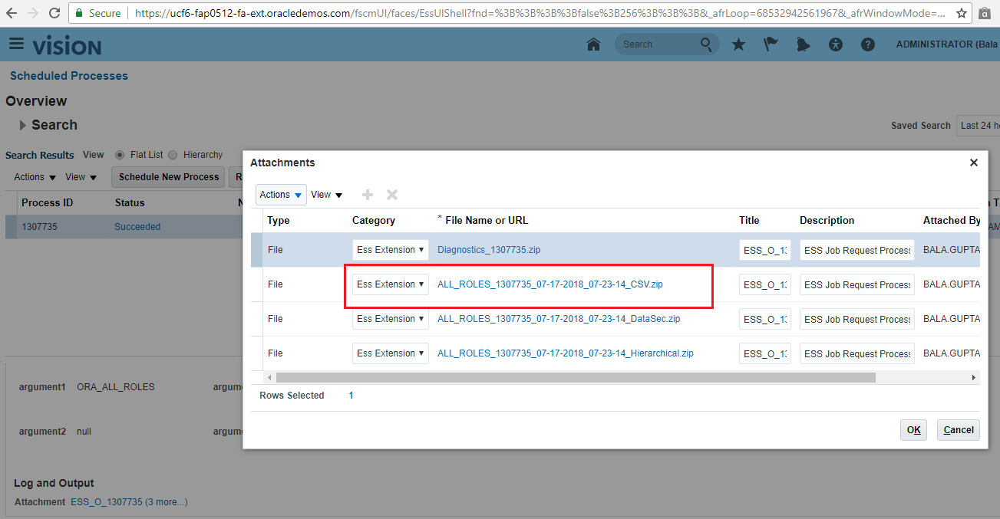 Secure https://ucf6-fap0512-fa-ext.oracledemos.com/fscmUI/faces/EssUIShell?fnd=%3B%3B%3B%3Bfalse%3B256%3B%3B%3B&_afrLoop=68532942561967&_afrWindowMode=...
VISION Search ADMINISTRATOR (Bala
Scheduled Processes
Overview
Search
Saved Search Last 24 h
Search Results View Flat List Hierarchy
Actions View Schedule New Process R
Process ID Status N
1307735 Succeeded
Attachments
Actions View
Type Category * File Name or URL Title Description Attached By
File Ess Extension Diagnostics_1307735.zip ESS_O_13 ESS Job Request Process BALA.GUPTA
File Ess Extension ALL_ROLES_1307735_07-17-2018_07-23-14_CSV.zip ESS_O_13 ESS Job Request Process BALA.GUPTA
File Ess Extension ALL_ROLES_1307735_07-17-2018_07-23-14_DataSec.zip ESS_O_13 ESS Job Request Process BALA.GUPTA
File Ess Extension ALL_ROLES_1307735_07-17-2018_07-23-14_Hierarchical.zip ESS_O_13 ESS Job Request Process BALA.GUPTA
Rows Selected 1
OK Cancel
argument1 ORA_ALL_ROLES argum
argument2 null argum
Log and Output
Attachment ESS_O_1307735 (3 more...)